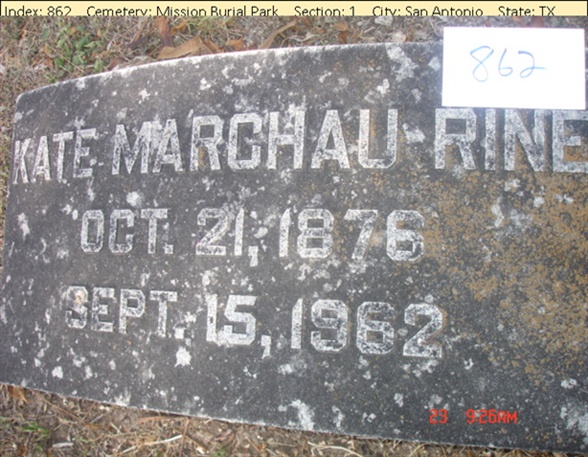 Index: 862 Cemetery: Mission Burial Park Section: 1 City: San Antonio State: TX
862
KATE MARCHAU RINE
OCT. 21, 1876
SEPT. 15, 1962
23 9:26AM